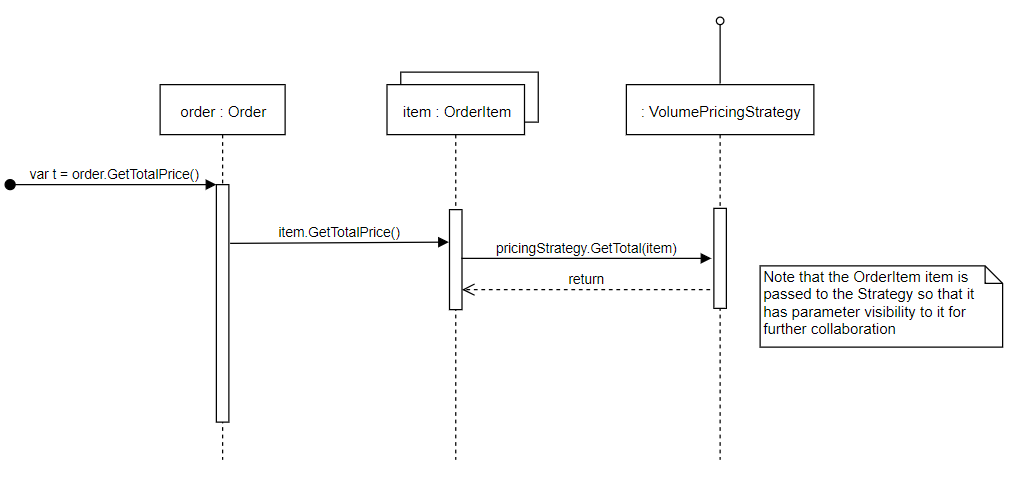 order : Order
item : OrderItem
: VolumePricingStrategy
var t = order.GetTotalPrice()
item.GetTotalPrice()
pricingStrategy.GetTotal(item)
return
Note that the OrderItem item is
passed to the Strategy so that it
has parameter visibility to it for
further collaboration